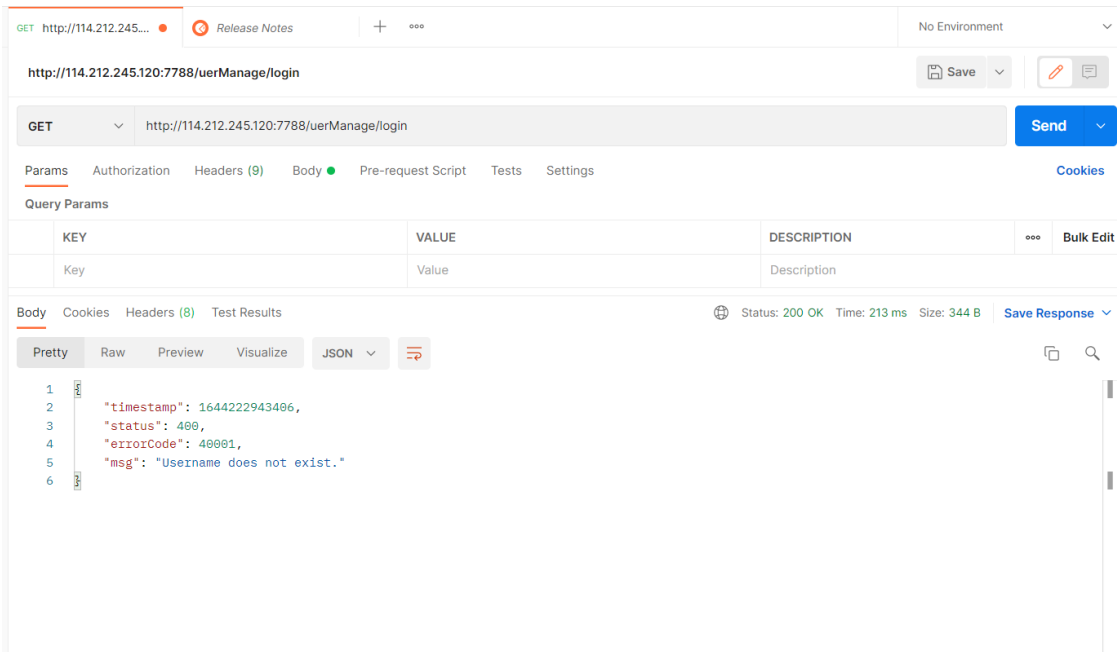 GET http://114.212.245.... Release Notes + ooo No Environment
http://114.212.245.120:7788/uerManage/login Save
GET http://114.212.245.120:7788/uerManage/login Send
Params Authorization Headers (9) Body Pre-request Script Tests Settings Cookies
Query Params
KEY VALUE DESCRIPTION ooo Bulk Edit
Key Value Description
Body Cookies Headers (8) Test Results Status: 200 OK Time: 213 ms Size: 344 B Save Response
Pretty Raw Preview Visualize JSON
1 {
2 "timestamp": 1644222943406,
3 "status": 400,
4 "errorCode": 40001,
5 "msg": "Username does not exist."
6 }